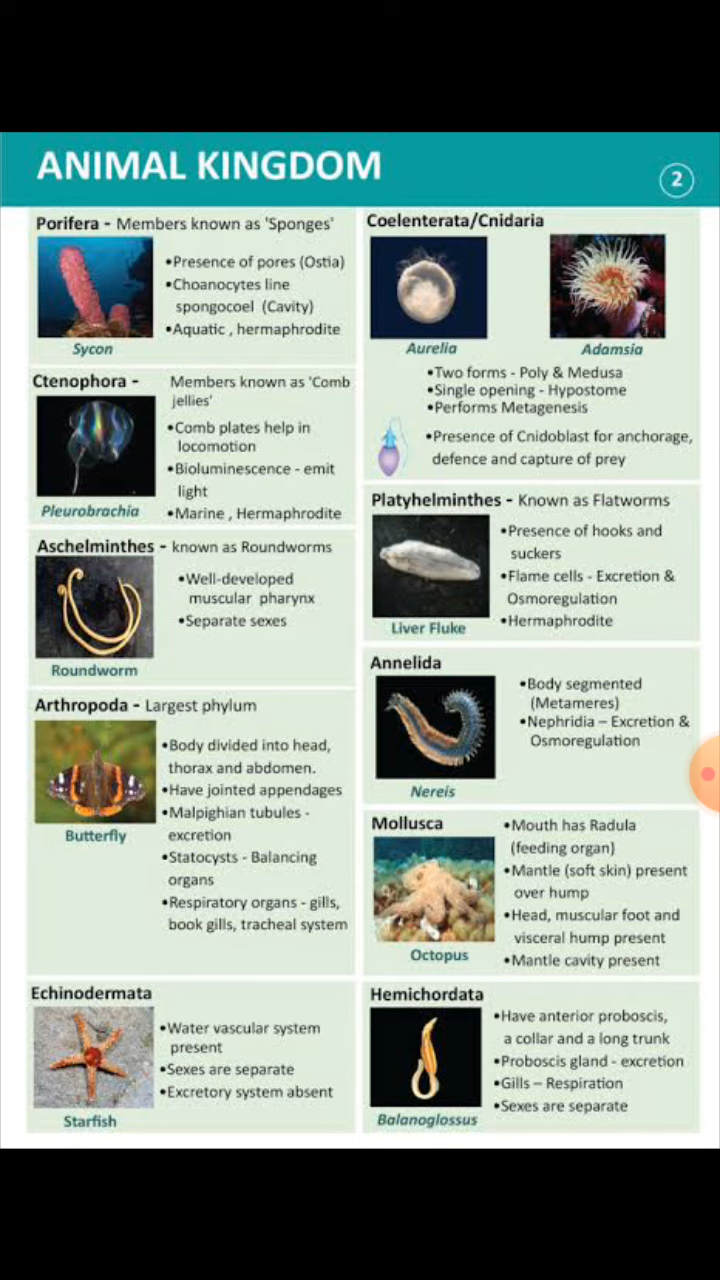 ANIMAL KINGDOM
2
Porifera - Members known as 'Sponges'
•Presence of pores (Ostia)
•Choanocytes line
spongocoel (Cavity)
•Aquatic , hermaphrodite
Sycon
Coelenterata/Cnidaria
Aurelia
Adamsia
•Two forms - Poly & Medusa
•Single opening - Hypostome
•Performs Metagenesis
•Presence of Cnidoblast for anchorage,
defence and capture of prey
Ctenophora - Members known as 'Comb
jellies'
•Comb plates help in
locomotion
•Bioluminescence - emit
light
•Marine , Hermaphrodite
Pleurobrachia
Platyhelminthes - Known as Flatworms
•Presence of hooks and
suckers
•Flame cells - Excretion &
Osmoregulation
•Hermaphrodite
Liver Fluke
Aschelminthes - known as Roundworms
•Well-developed
muscular pharynx
•Separate sexes
Roundworm
Annelida
•Body segmented
(Metameres)
•Nephridia – Excretion &
Osmoregulation
Nereis
Arthropoda - Largest phylum
•Body divided into head,
thorax and abdomen.
•Have jointed appendages
•Malpighian tubules -
excretion
•Statocysts - Balancing
organs
•Respiratory organs - gills,
book gills, tracheal system
Butterfly
Mollusca
•Mouth has Radula
(feeding organ)
•Mantle (soft skin) present
over hump
•Head, muscular foot and
visceral hump present
•Mantle cavity present
Octopus
Echinodermata
•Water vascular system
present
•Sexes are separate
•Excretory system absent
Starfish
Hemichordata
•Have anterior proboscis,
a collar and a long trunk
•Proboscis gland - excretion
•Gills – Respiration
•Sexes are separate
Balanoglossus